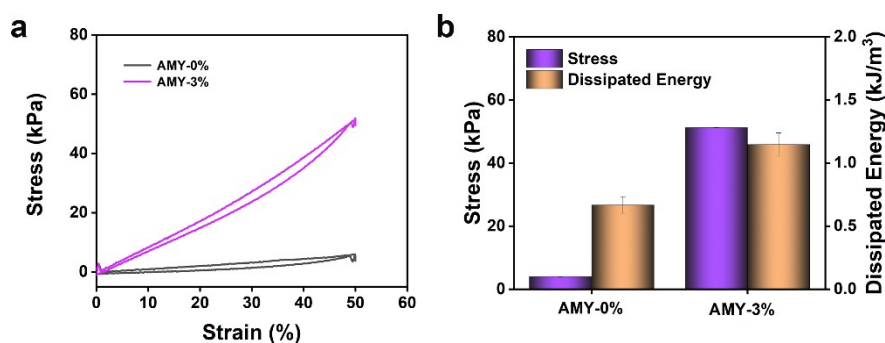 a
80
60
40
20
0
Stress (kPa)
AMY-0%
AMY-3%
0
10
20
30
40
50
60
Strain (%)
b
80
60
40
20
0
Stress (kPa)
Stress
Dissipated Energy
2.0
1.5
1.0
0.5
0.0
Dissipated Energy (kJ/m³)
AMY-0%
AMY-3%